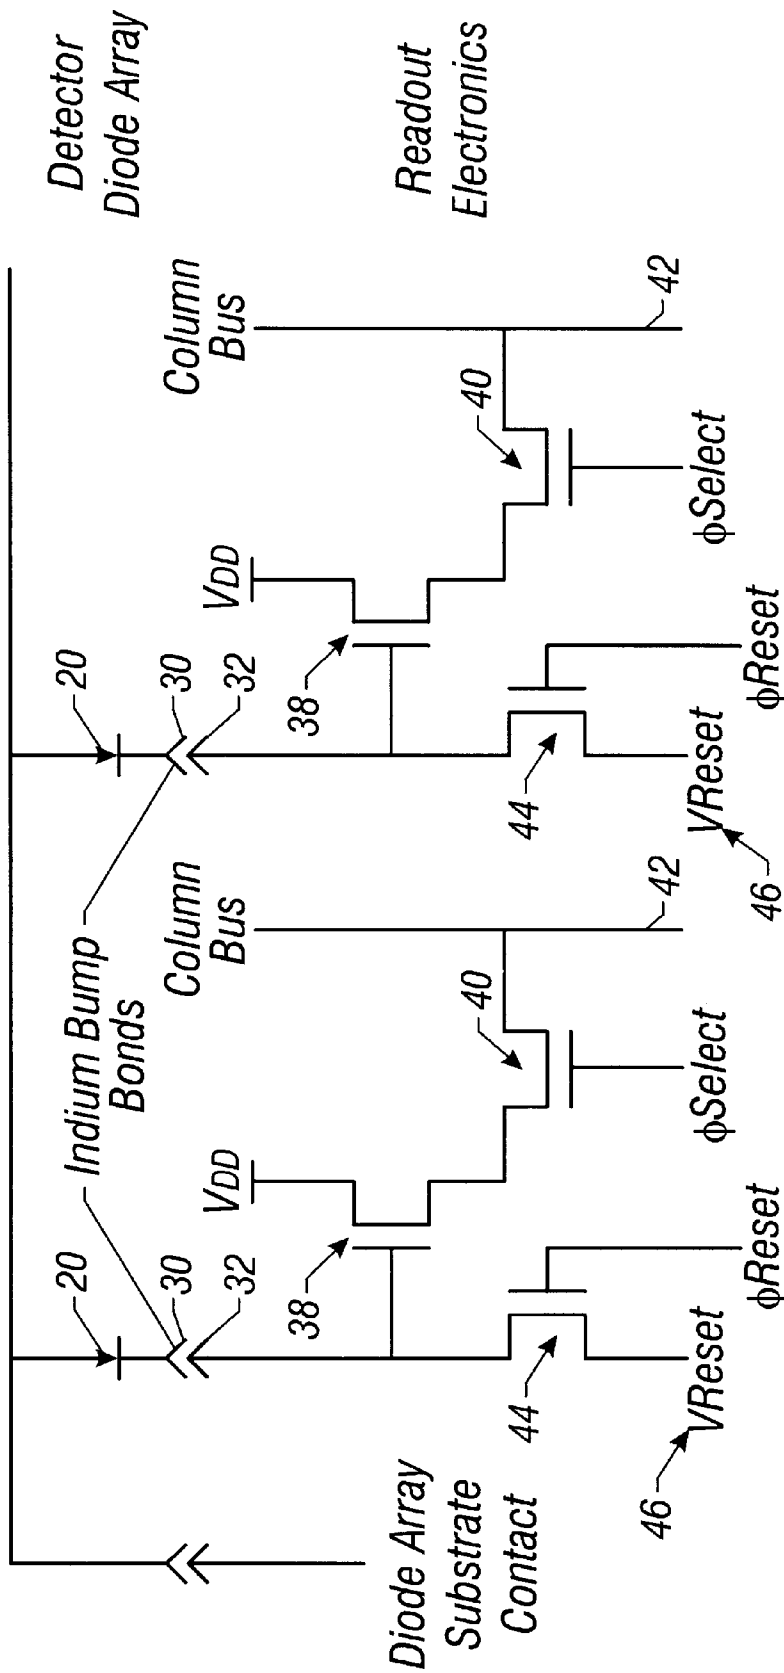 Detector
Diode Array
20
Indium Bump
Bonds
20
30
30
32
Column
Bus
32
Column
Bus
VDD
VDD
38
38
Readout
Electronics
Diode Array
Substrate
Contact
40
40
44
44
42
42
46
VReset
φSelect
46
VReset
φSelect
φReset
φReset